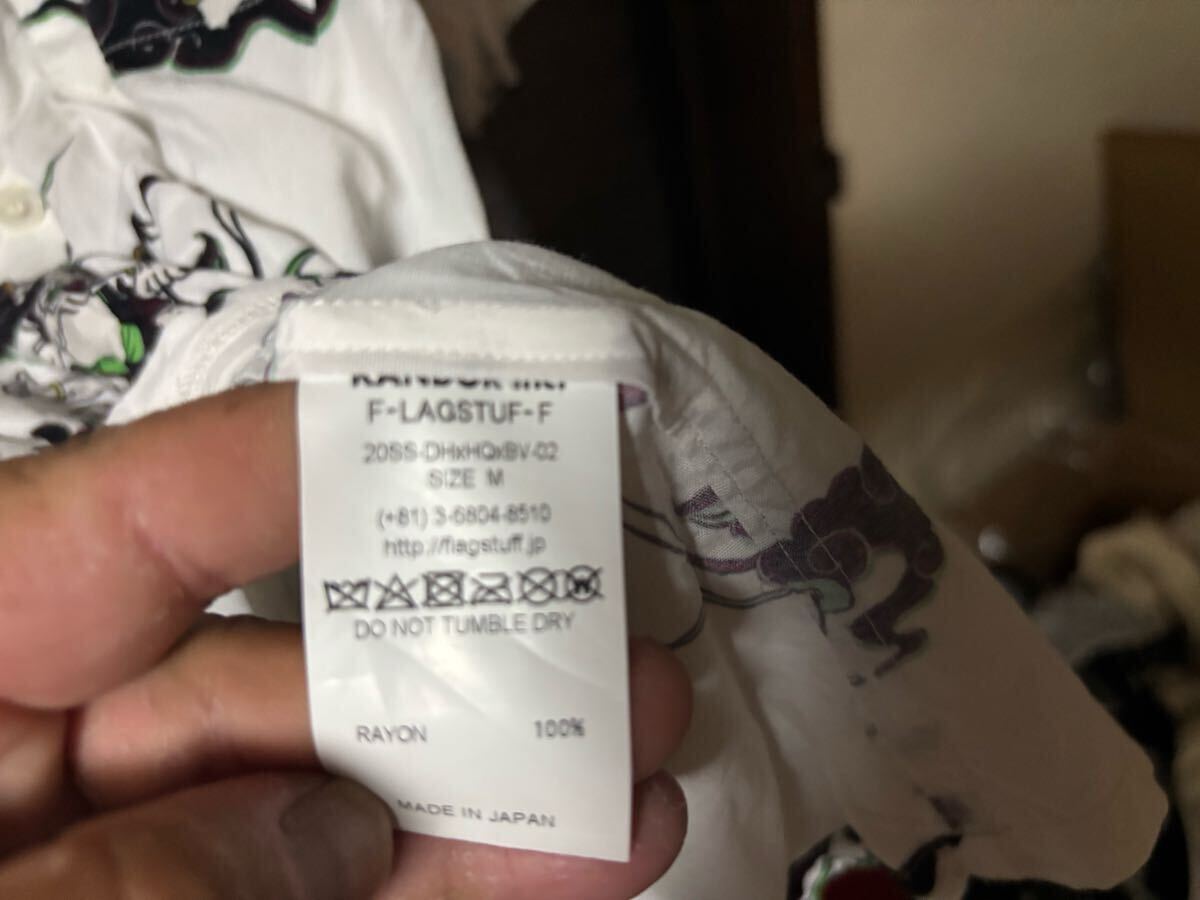 F-LAGSTUF-F
20SS-DHxHQxBV-02
SIZE M
(+81) 3-6804-8510
http://flagstuff.jp
DO NOT TUMBLE DRY
RAYON 100%
MADE IN JAPAN